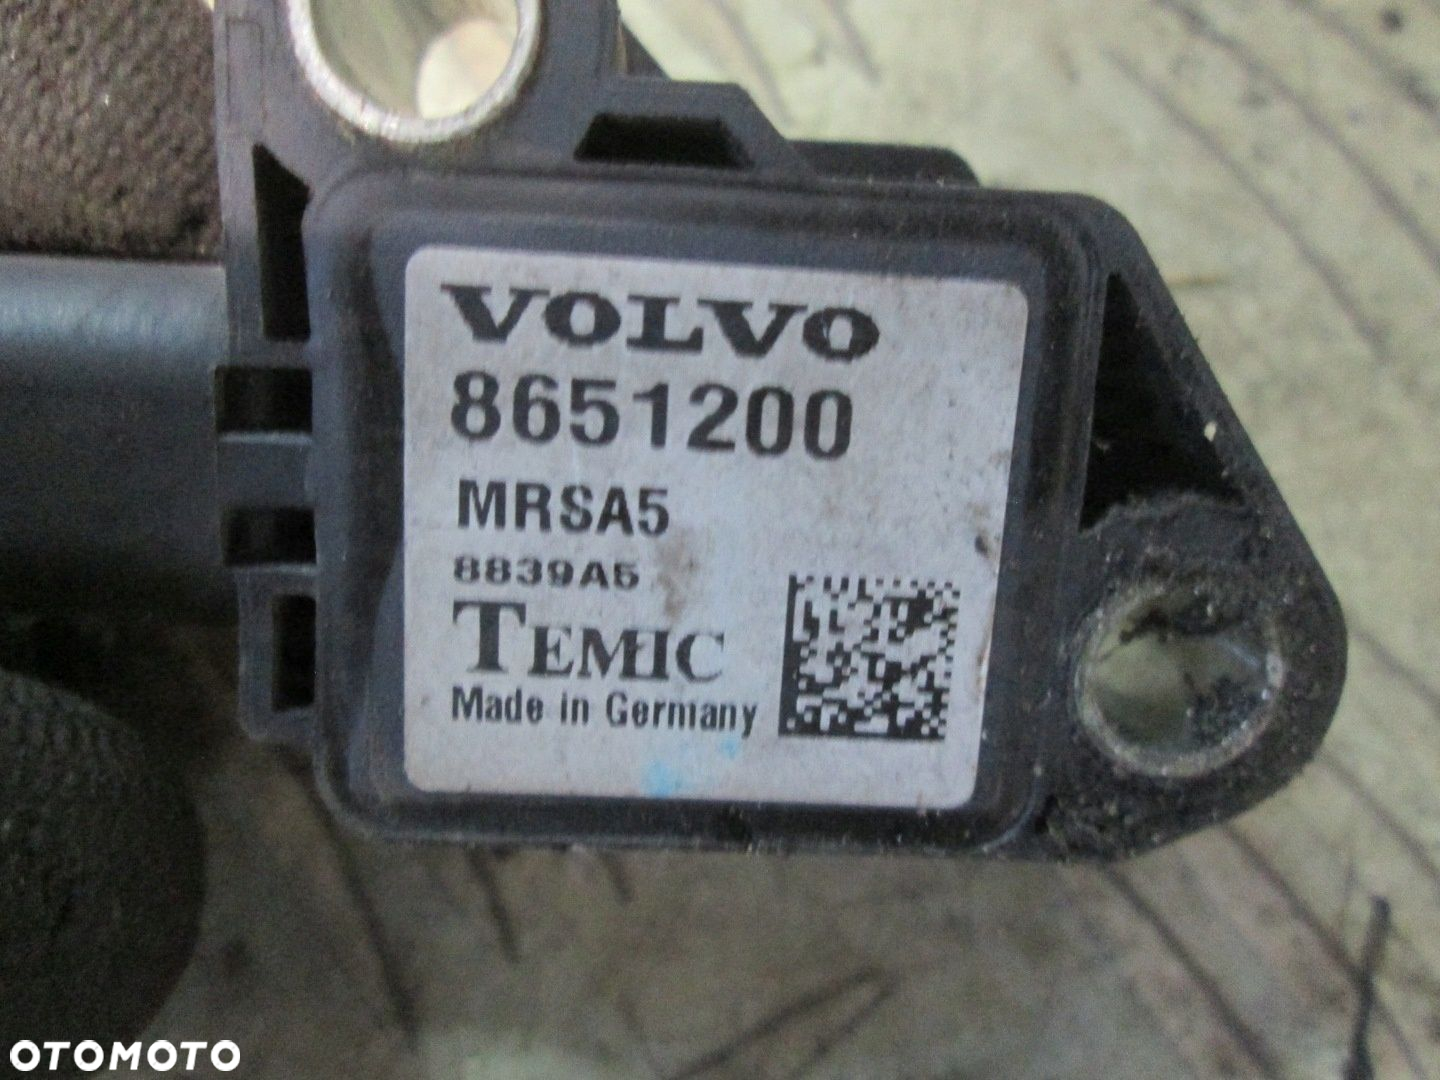 VOLVO
8651200
MRSA5
8839A5
TEMIC
Made in Germany
OTOMOTO